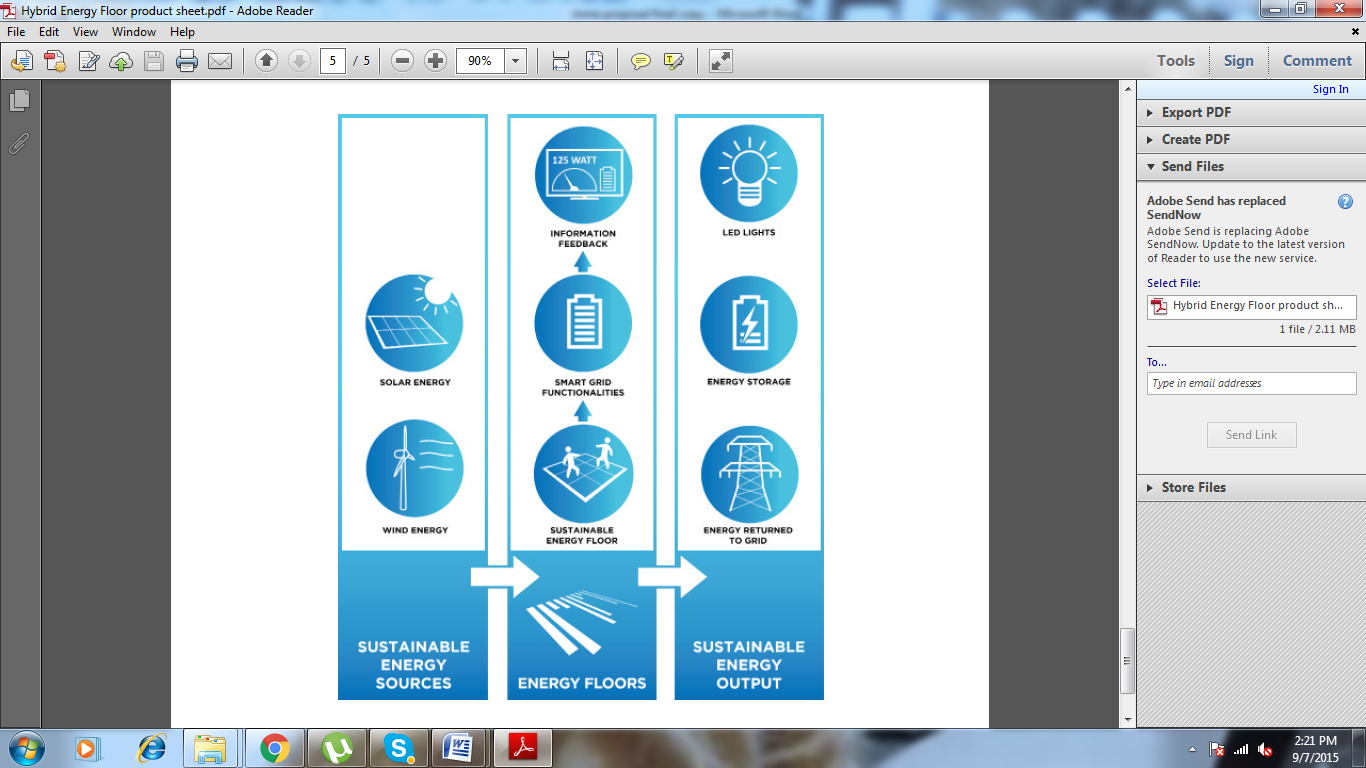 Hybrid Energy Floor product sheet.pdf - Adobe Reader
File Edit View Window Help
5 / 5 90% Tools Sign Comment
Sign In
Export PDF
Create PDF
Send Files
Adobe Send has replaced
SendNow
Adobe Send is replacing Adobe
SendNow. Update to the latest version
of Reader to use the new service.
Select File:
Hybrid Energy Floor product sh...
1 file / 2.11 MB
To...
Type in email addresses
Send Link
Store Files
SOLAR ENERGY
WIND ENERGY
SUSTAINABLE
ENERGY
SOURCES
125 WATT
INFORMATION
FEEDBACK
SMART GRID
FUNCTIONALITIES
SUSTAINABLE
ENERGY FLOOR
ENERGY FLOORS
LED LIGHTS
ENERGY STORAGE
ENERGY RETURNED
TO GRID
SUSTAINABLE
ENERGY
OUTPUT
2:21 PM
9/7/2015